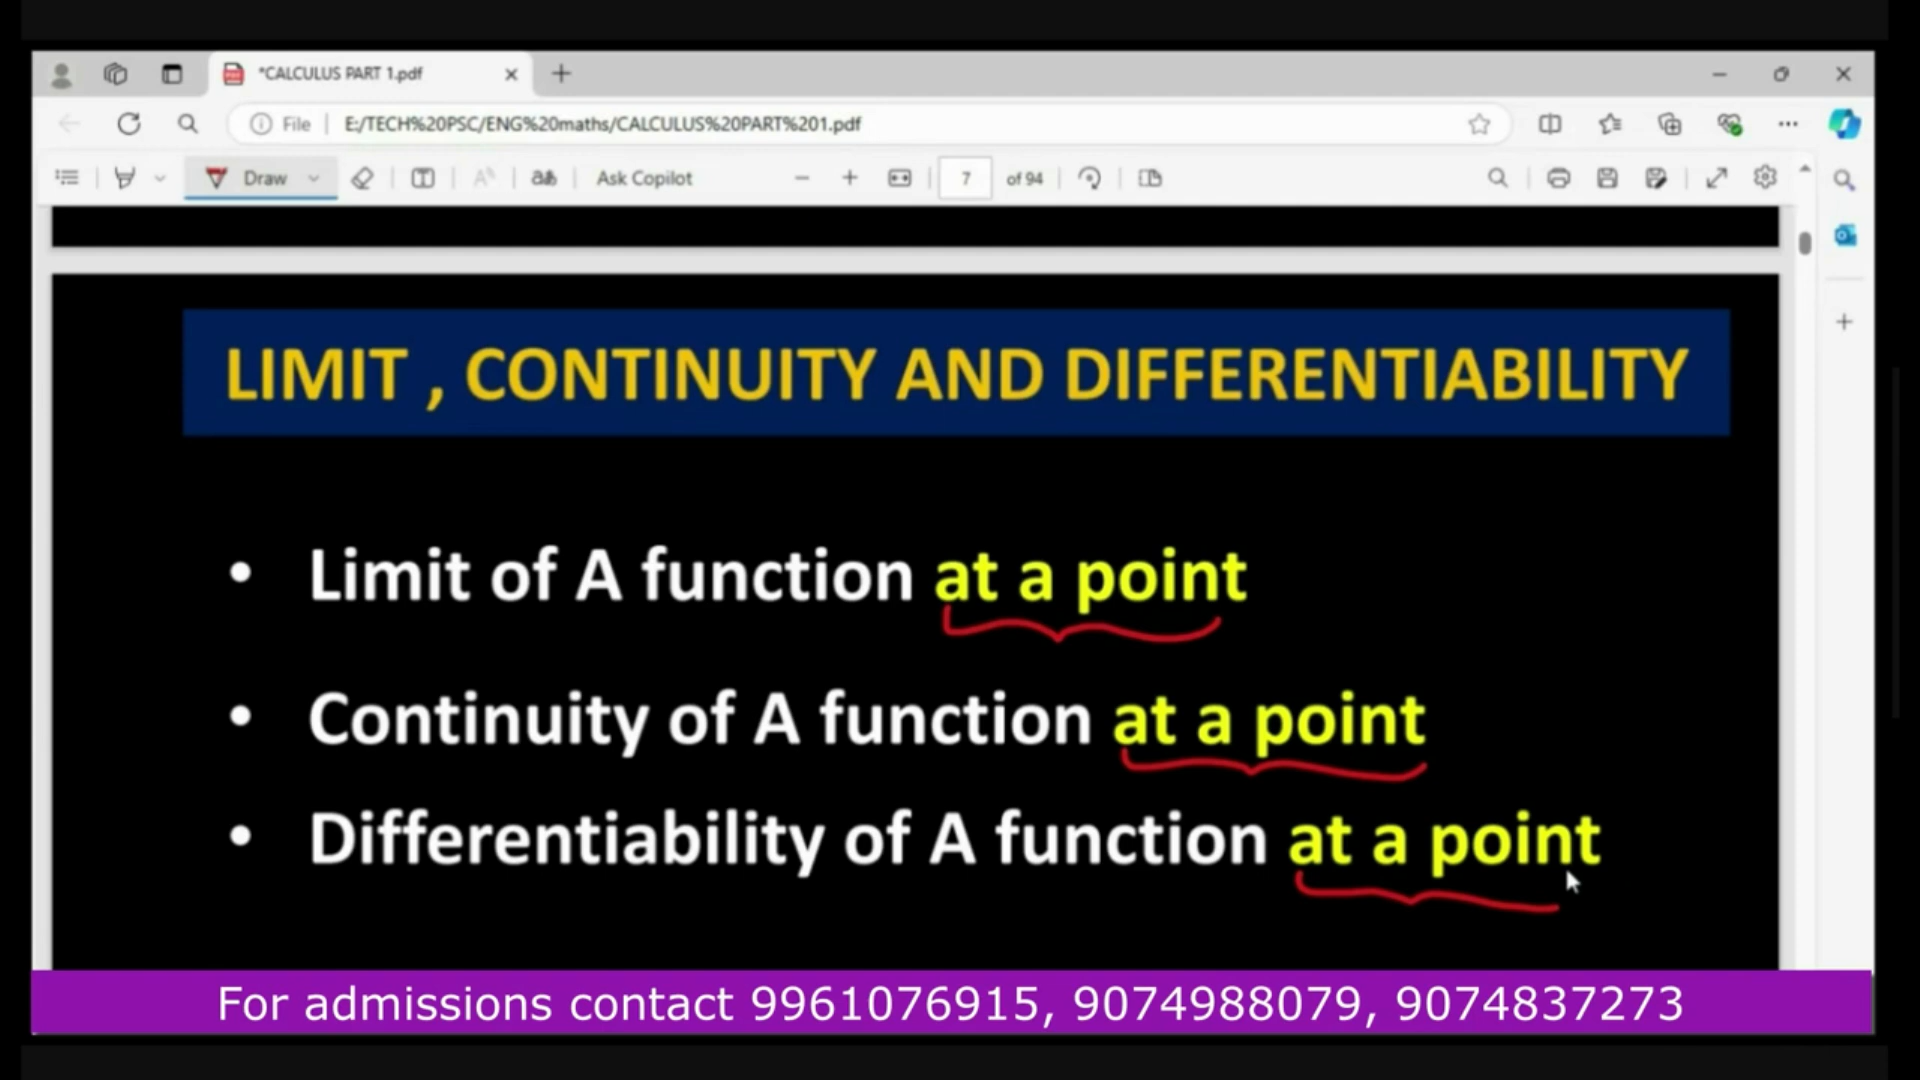 *CALCULUS PART 1.pdf
File E:/TECH%20PSC/ENG%20maths/CALCULUS%20PART%201.pdf
Draw Ask Copilot 7 of 94
LIMIT , CONTINUITY AND DIFFERENTIABILITY
• Limit of A function at a point
• Continuity of A function at a point
• Differentiability of A function at a point
For admissions contact 9961076915, 9074988079, 9074837273